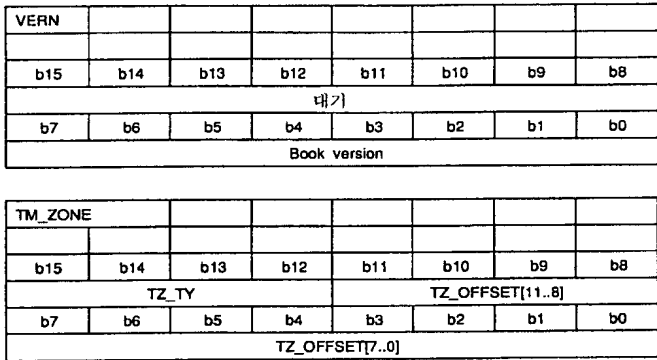 VERN
b15 b14 b13 b12 b11 b10 b9 b8
대기
b7 b6 b5 b4 b3 b2 b1 b0
Book version
TM_ZONE
b15 b14 b13 b12 b11 b10 b9 b8
TZ_TY TZ_OFFSET[11..8]
b7 b6 b5 b4 b3 b2 b1 b0
TZ_OFFSET[7..0]